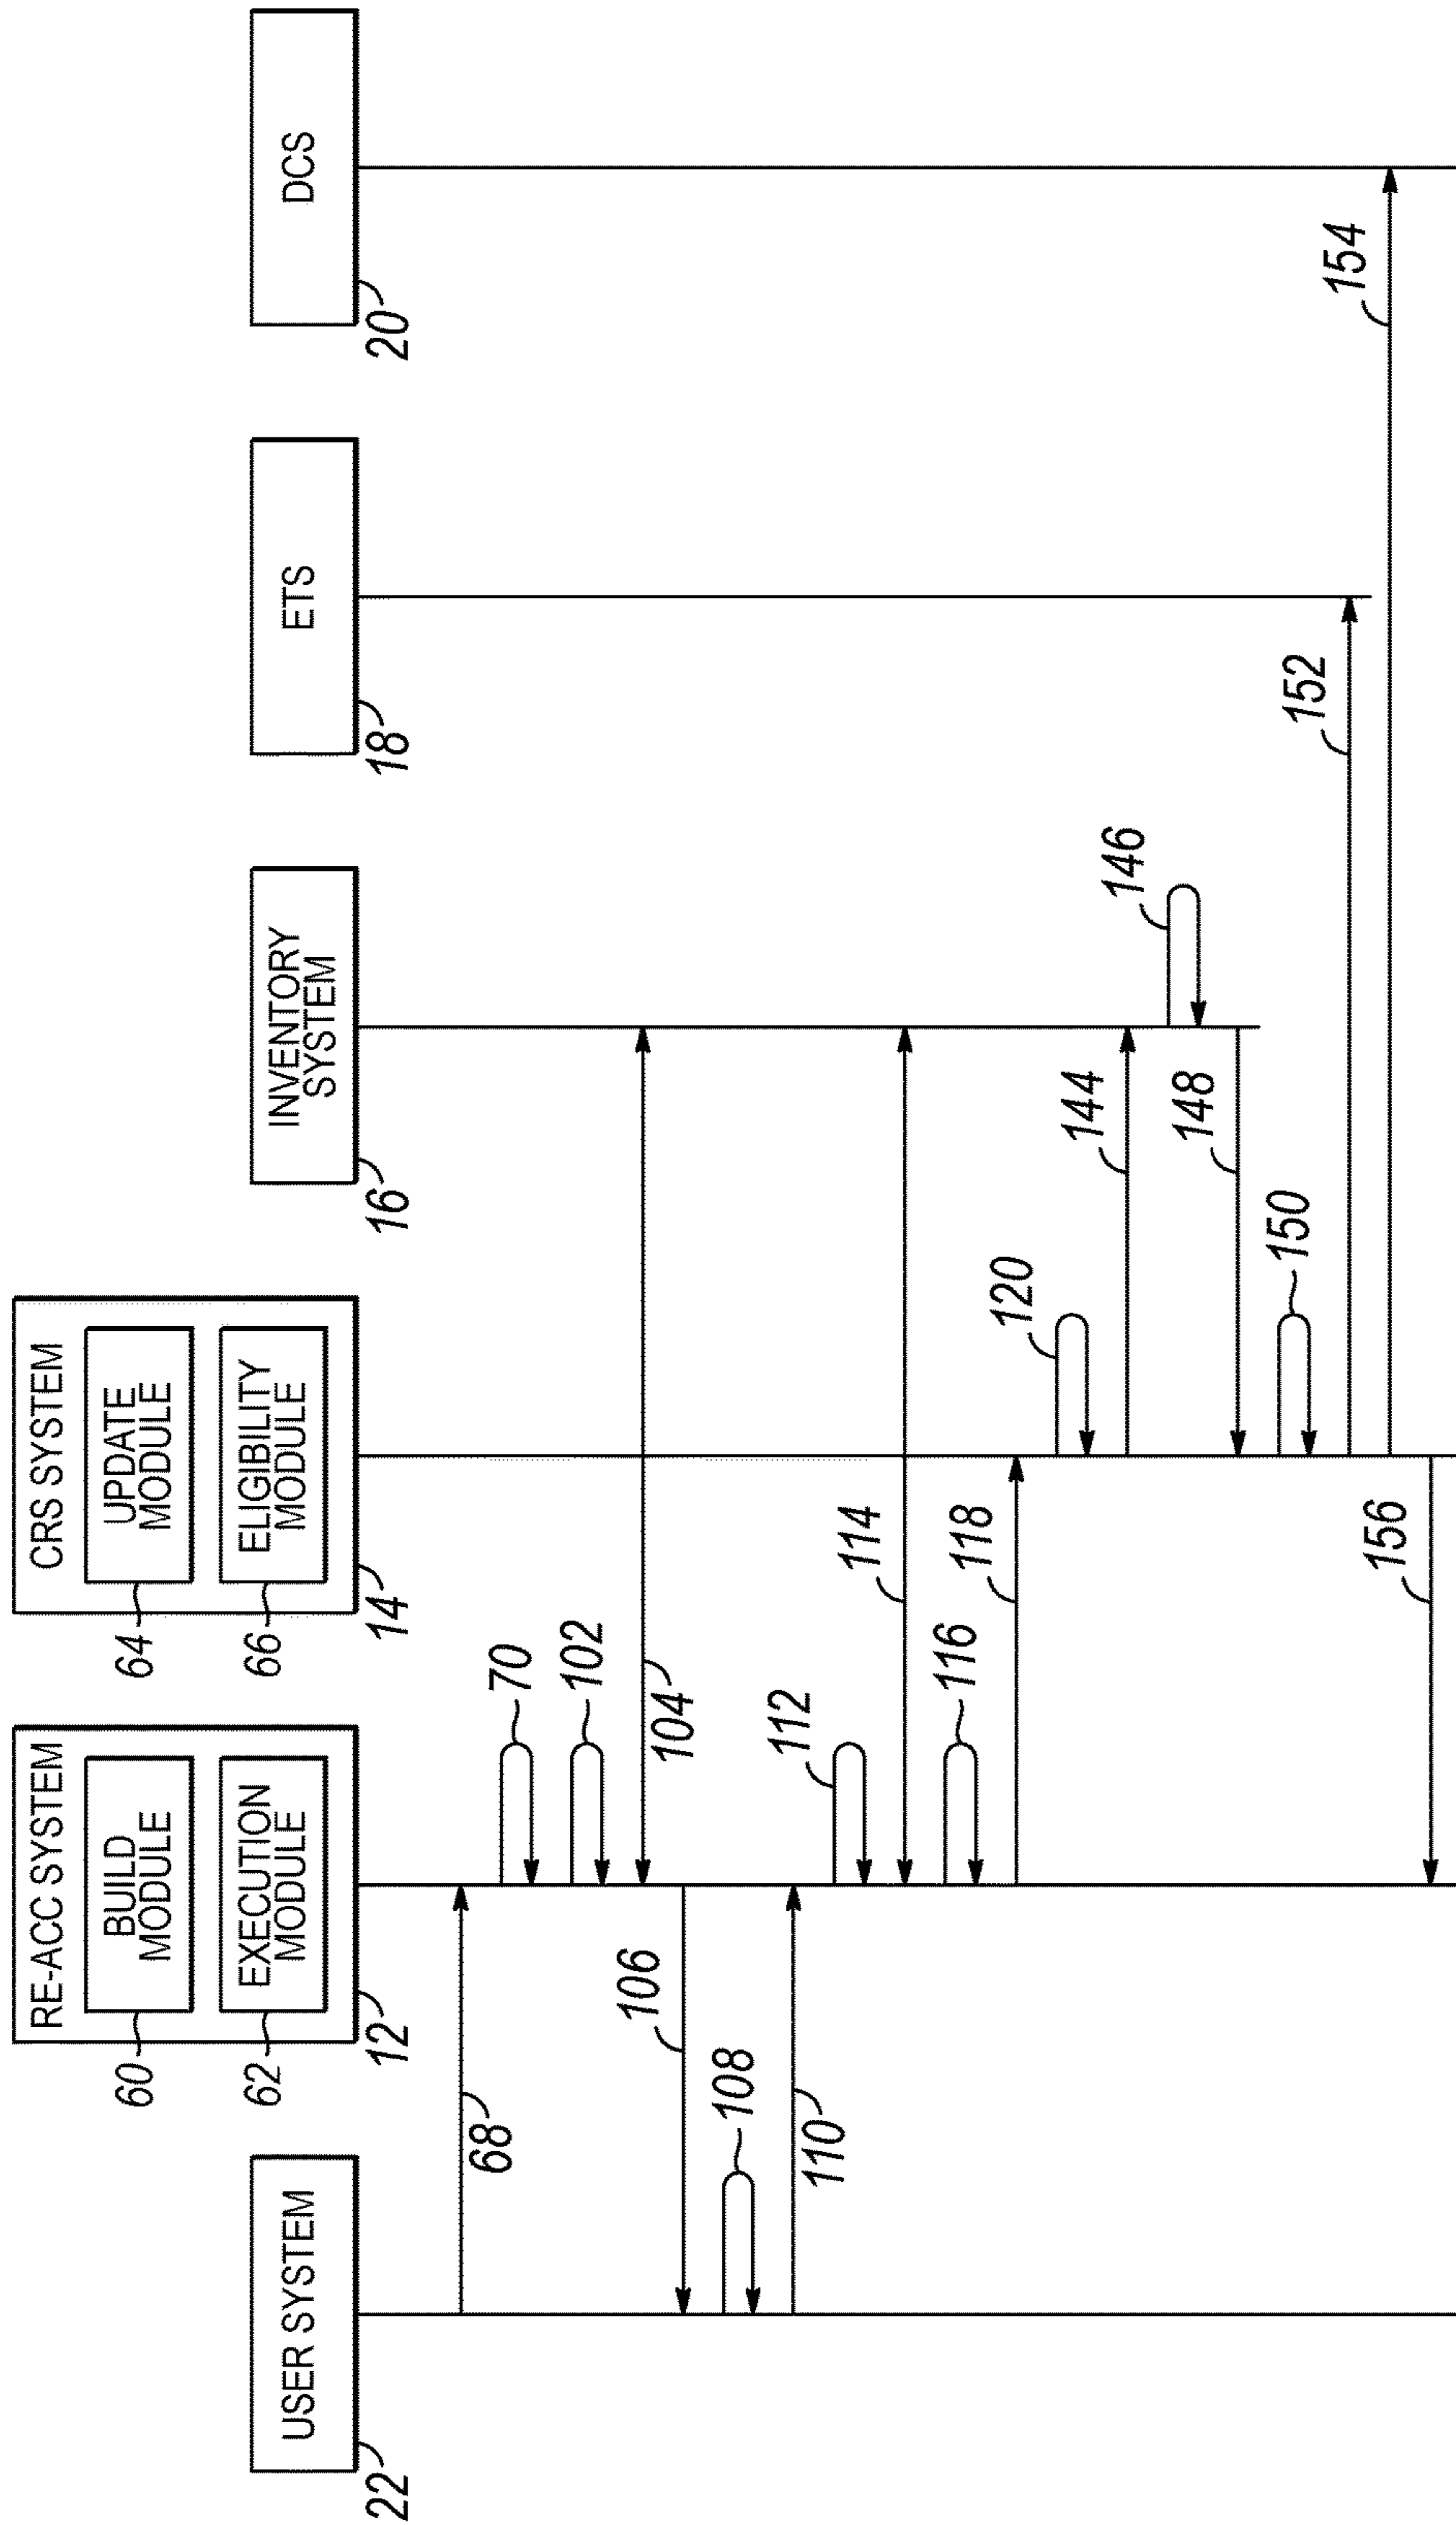 USER SYSTEM
22
RE-ACC SYSTEM
BUILD
MODULE
60
EXECUTION
MODULE
62
12
CRS SYSTEM
UPDATE
MODULE
64
ELIGIBILITY
MODULE
66
14
INVENTORY
SYSTEM
16
ETS
18
DCS
20
68
70
102
104
106
108
110
112
114
116
118
120
144
146
148
150
152
154
156